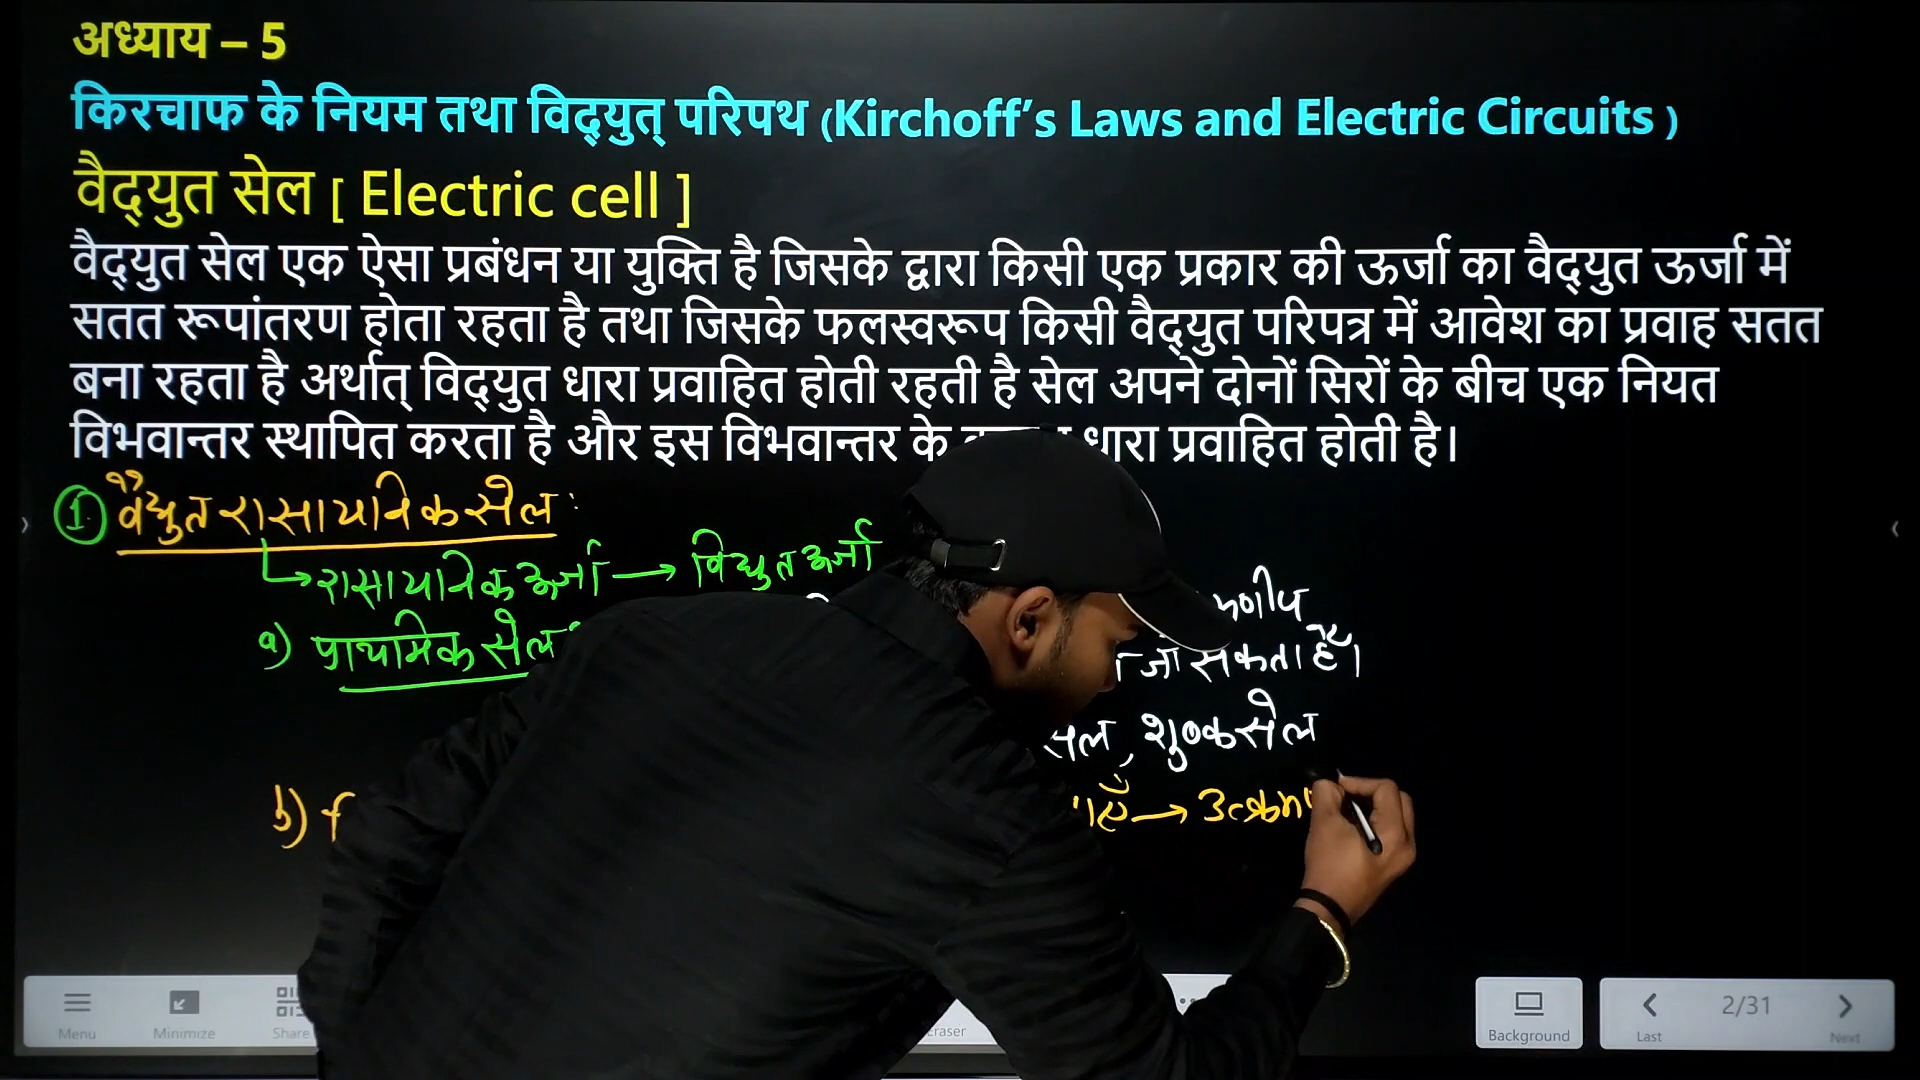 अध्याय – 5
किरचाफ के नियम तथा विद्‌युत् परिपथ (Kirchoff’s Laws and Electric Circuits )
वैद्‌युत सेल [ Electric cell ]
वैद्‌युत सेल एक ऐसा प्रबंधन या युक्ति है जिसके द्वारा किसी एक प्रकार की ऊर्जा का वैद्‌युत ऊर्जा में
सतत रूपांतरण होता रहता है तथा जिसके फलस्वरूप किसी वैद्‌युत परिपत्र में आवेश का प्रवाह सतत
बना रहता है अर्थात् विद्‌युत धारा प्रवाहित होती रहती है सेल अपने दोनों सिरों के बीच एक नियत
विभवान्तर स्थापित करता है और इस विभवान्तर के धारा प्रवाहित होती है।
1. वैद्युत रासायनिक सेल :
रासायनिक ऊर्जा → विद्युत ऊर्जा
a) प्राथमिक सेल
जा सकता है।
सेल, शुष्क सेल
b)
Menu Minimize Share Background Last 2/31 Next